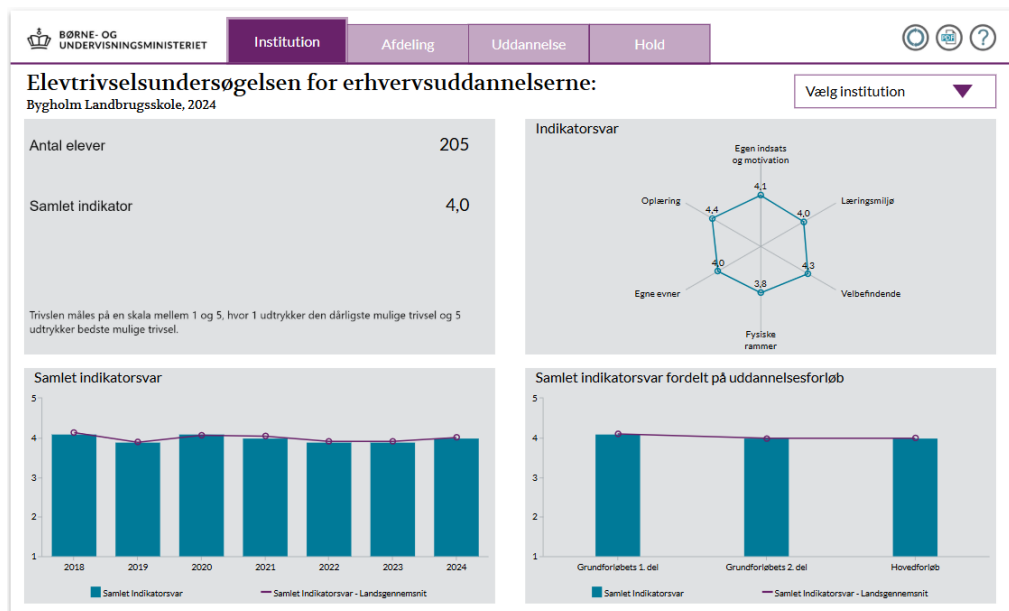 BØRNE- OG
UNDERVISNINGSMINISTERIET
Institution
Afdeling
Uddannelse
Hold
PDF
?
Elevtrivselsundersøgelsen for erhvervsuddannelserne:
Bygholm Landbrugsskole, 2024
Vælg institution
Antal elever
205
Samlet indikator
4,0
Trivslen måles på en skala mellem 1 og 5, hvor 1 udtrykker den dårligste mulige trivsel og 5
udtrykker bedste mulige trivsel.
Indikatorsvar
Egen indsats
og motivation
4,1
Oplæring
4,4
4,0
Læringsmiljø
4,0
4,3
Egne evner
3,8
Velbefindende
Fysiske
rammer
Samlet indikatorsvar
5
4
3
2
1
2018
2019
2020
2021
2022
2023
2024
Samlet Indikatorsvar
Samlet Indikatorsvar - Landsgennemsnit
Samlet indikatorsvar fordelt på uddannelsesforløb
5
4
3
2
1
Grundforløbets 1. del
Grundforløbets 2. del
Hovedforløb
Samlet Indikatorsvar
Samlet Indikatorsvar - Landsgennemsnit